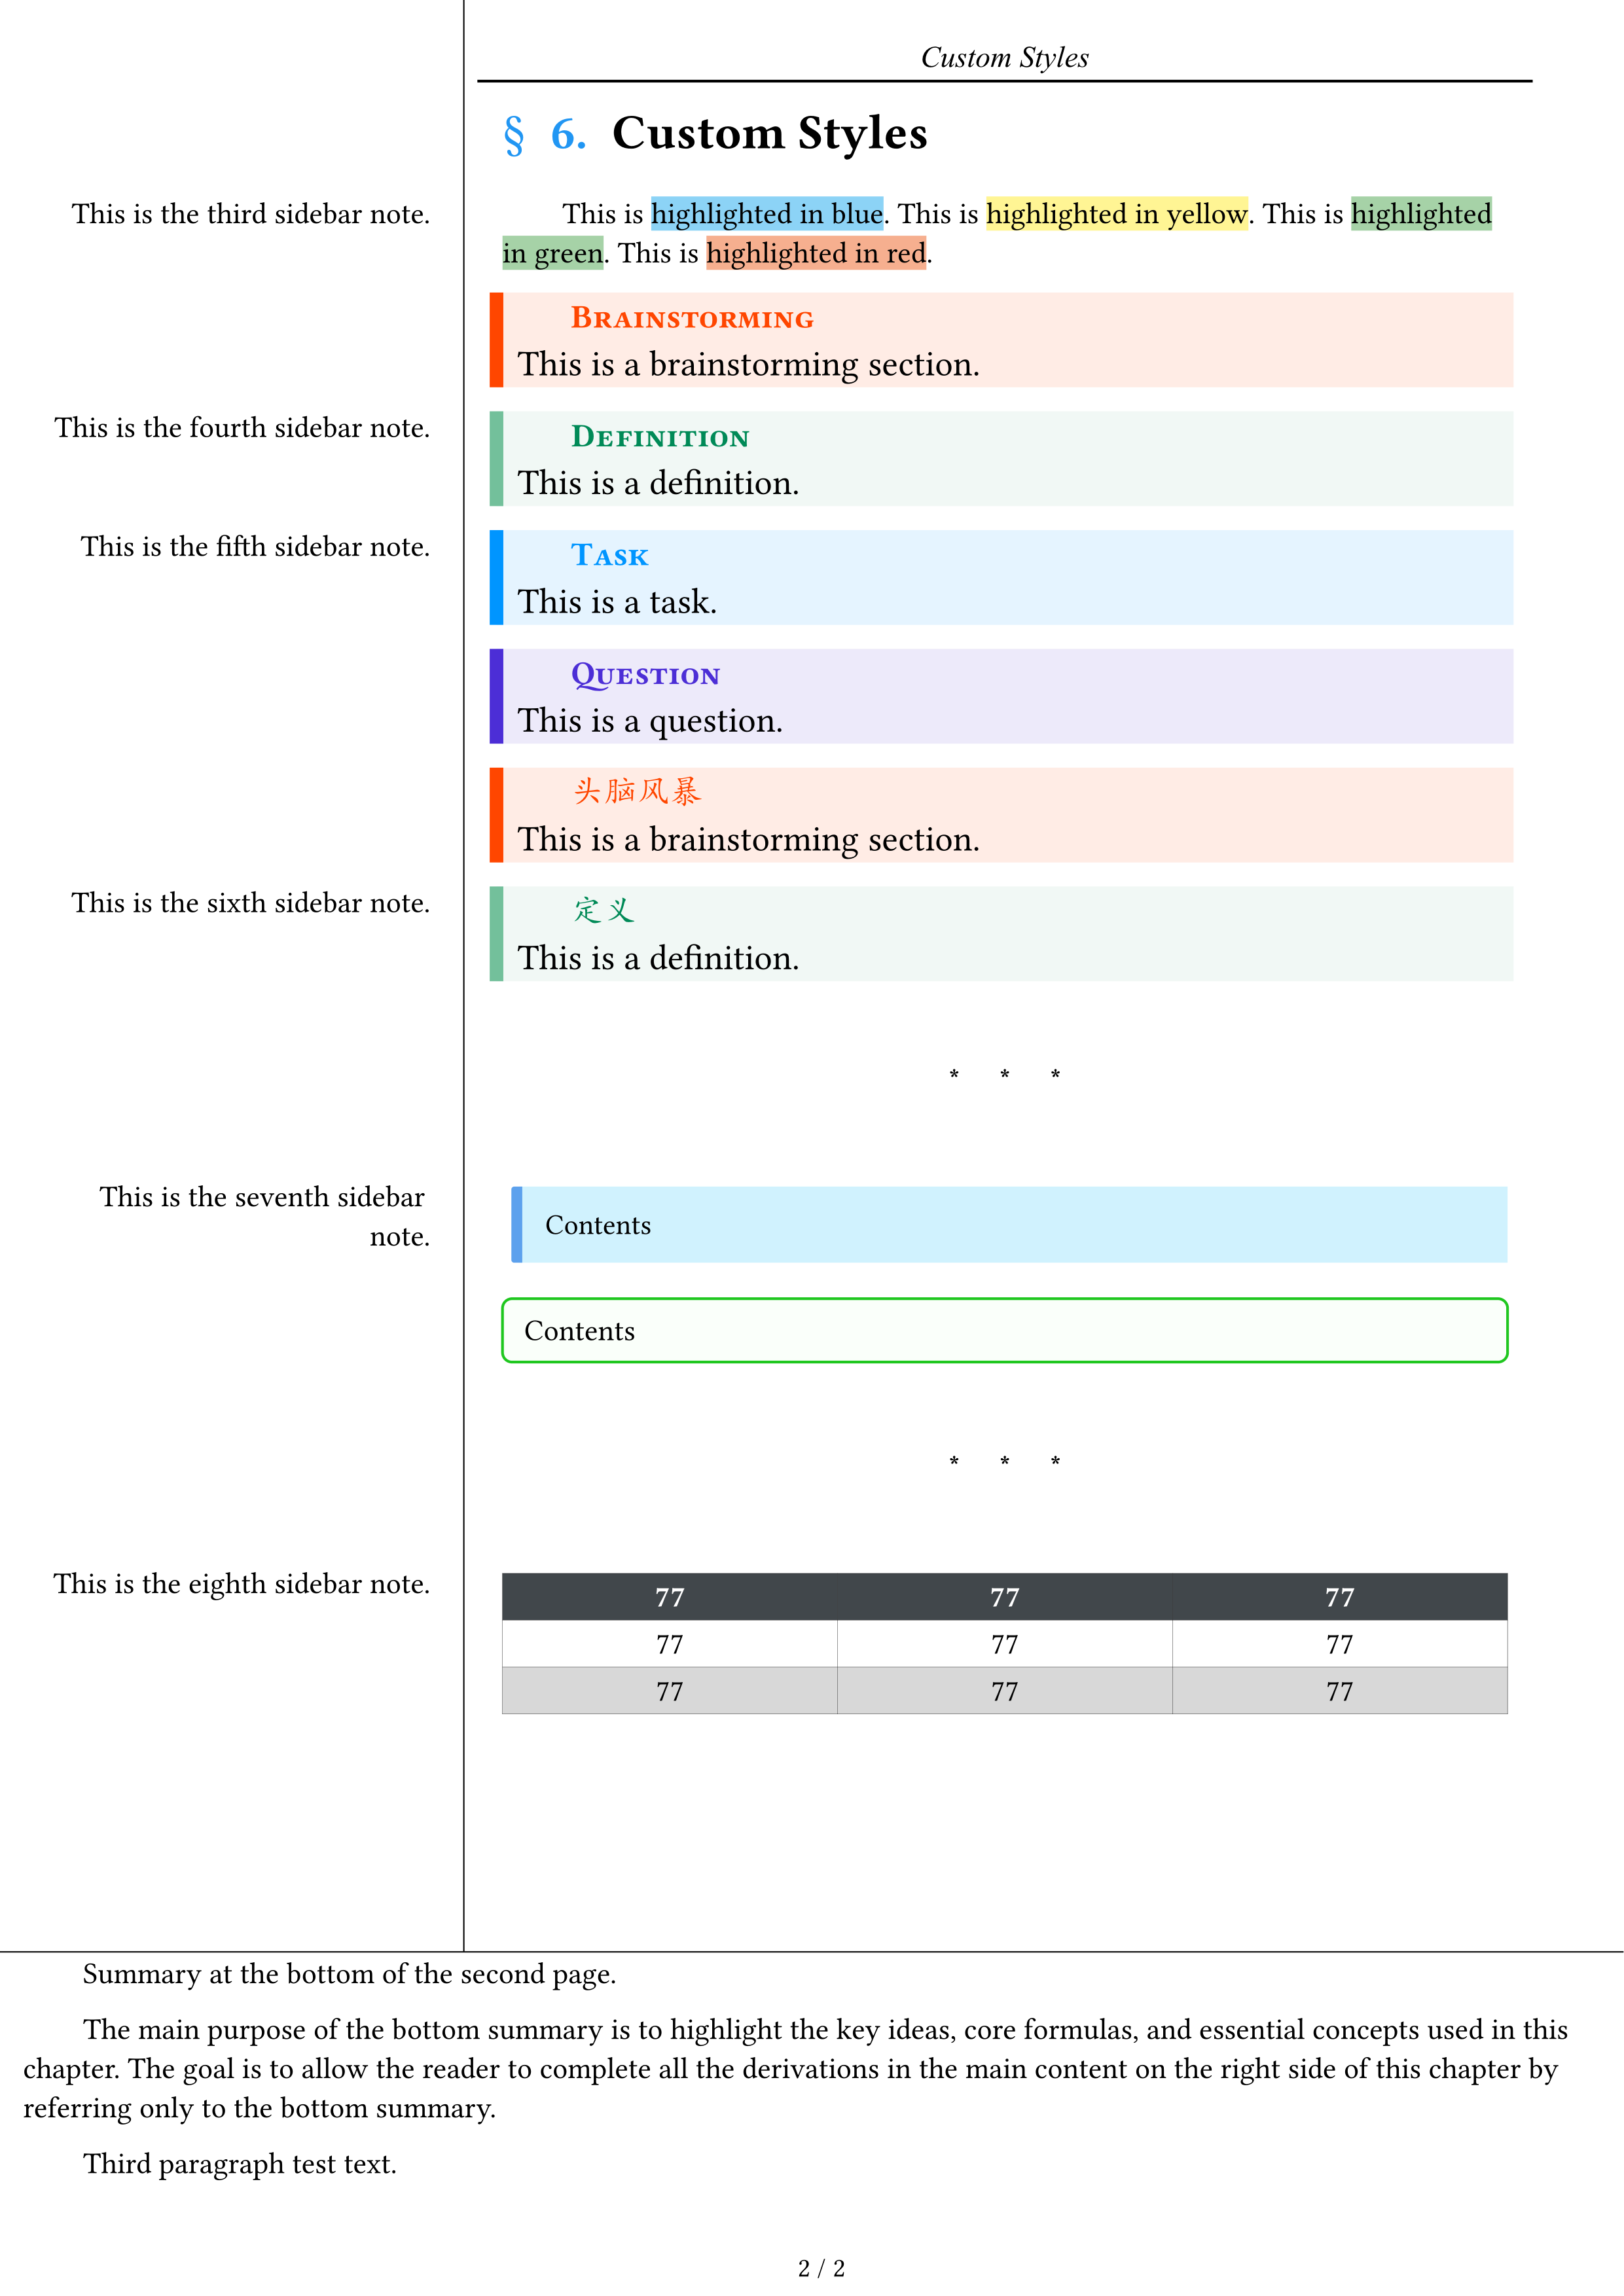 Custom Styles
§ 6. Custom Styles
This is the third sidebar note.
This is highlighted in blue. This is highlighted in yellow. This is highlighted
in green. This is highlighted in red.
BRAINSTORMING
This is a brainstorming section.
This is the fourth sidebar note.
DEFINITION
This is a definition.
This is the fifth sidebar note.
TASK
This is a task.
QUESTION
This is a question.
头脑风暴
This is a brainstorming section.
This is the sixth sidebar note.
定义
This is a definition.
* * *
This is the seventh sidebar
note.
Contents
Contents
* * *
This is the eighth sidebar note.
77 77 77
77 77 77
77 77 77
Summary at the bottom of the second page.
The main purpose of the bottom summary is to highlight the key ideas, core formulas, and essential concepts used in this
chapter. The goal is to allow the reader to complete all the derivations in the main content on the right side of this chapter by
referring only to the bottom summary.
Third paragraph test text.
2 / 2